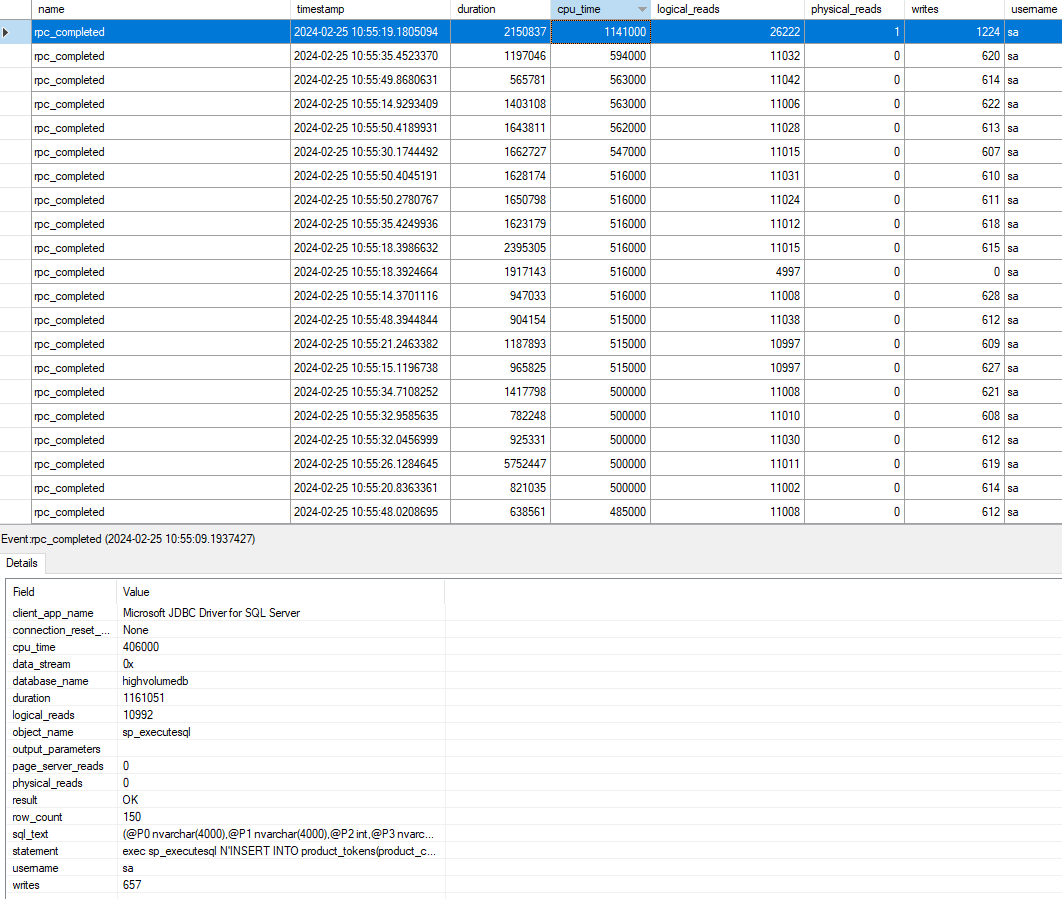 name timestamp duration cpu_time logical_reads physical_reads writes username
rpc_completed 2024-02-25 10:55:19.1805094 2150837 1141000 26222 1 1224 sa
rpc_completed 2024-02-25 10:55:35.4523370 1197046 594000 11032 0 620 sa
rpc_completed 2024-02-25 10:55:49.8680631 565781 563000 11042 0 614 sa
rpc_completed 2024-02-25 10:55:14.9293409 1403108 563000 11006 0 622 sa
rpc_completed 2024-02-25 10:55:50.4189931 1643811 562000 11028 0 613 sa
rpc_completed 2024-02-25 10:55:30.1744492 1662727 547000 11015 0 607 sa
rpc_completed 2024-02-25 10:55:50.4045191 1628174 516000 11031 0 610 sa
rpc_completed 2024-02-25 10:55:50.2780767 1650798 516000 11024 0 611 sa
rpc_completed 2024-02-25 10:55:35.4249936 1623179 516000 11012 0 618 sa
rpc_completed 2024-02-25 10:55:18.3986632 2395305 516000 11015 0 615 sa
rpc_completed 2024-02-25 10:55:18.3924664 1917143 516000 4997 0 0 sa
rpc_completed 2024-02-25 10:55:14.3701116 947033 516000 11008 0 628 sa
rpc_completed 2024-02-25 10:55:48.3944844 904154 515000 11038 0 612 sa
rpc_completed 2024-02-25 10:55:21.2463382 1187893 515000 10997 0 609 sa
rpc_completed 2024-02-25 10:55:15.1196738 965825 515000 10997 0 627 sa
rpc_completed 2024-02-25 10:55:34.7108252 1417798 500000 11008 0 621 sa
rpc_completed 2024-02-25 10:55:32.9585635 782248 500000 11010 0 608 sa
rpc_completed 2024-02-25 10:55:32.0456999 925331 500000 11030 0 612 sa
rpc_completed 2024-02-25 10:55:26.1284645 5752447 500000 11011 0 619 sa
rpc_completed 2024-02-25 10:55:20.8363361 821035 500000 11002 0 614 sa
rpc_completed 2024-02-25 10:55:48.0208695 638561 485000 11008 0 612 sa
Event:rpc_completed (2024-02-25 10:55:09.1937427)
Details
Field Value
client_app_name Microsoft JDBC Driver for SQL Server
connection_reset_... None
cpu_time 406000
data_stream 0x
database_name highvolumedb
duration 1161051
logical_reads 10992
object_name sp_executesql
output_parameters
page_server_reads 0
physical_reads 0
result OK
row_count 150
sql_text (@P0 nvarchar(4000),@P1 nvarchar(4000),@P2 int,@P3 nvarc...
statement exec sp_executesql N'INSERT INTO product_tokens(product_c...
username sa
writes 657